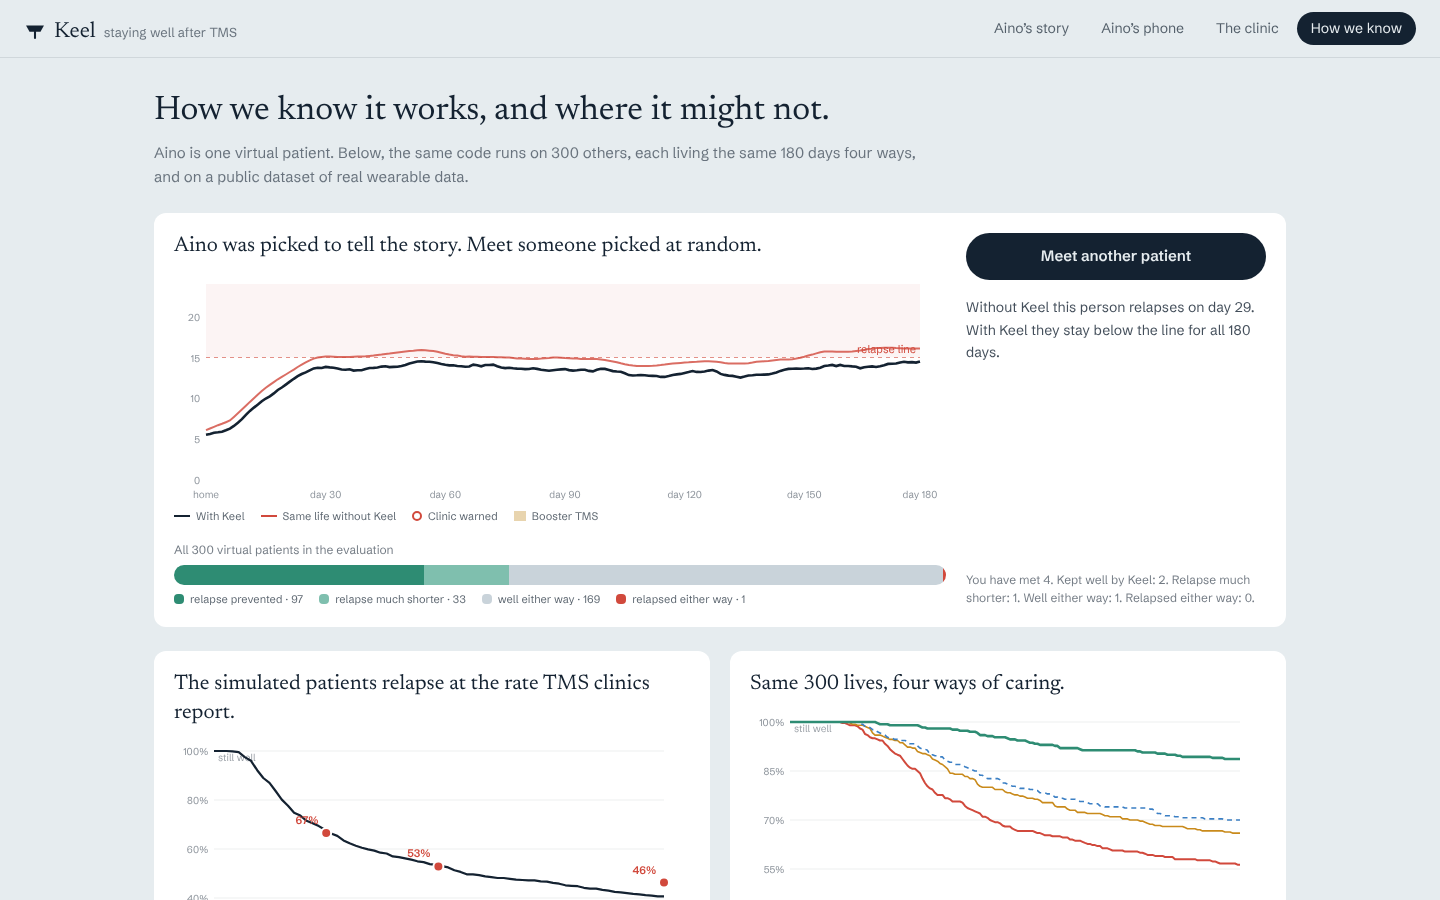 Keel staying well after TMS
Aino's story
Aino's phone
The clinic
How we know
How we know it works, and where it might not.
Aino is one virtual patient. Below, the same code runs on 300 others, each living the same 180 days four ways,
and on a public dataset of real wearable data.
Aino was picked to tell the story. Meet someone picked at random.
20
15
10
5
0
relapse line
home
day 30
day 60
day 90
day 120
day 150
day 180
With Keel
Same life without Keel
Clinic warned
Booster TMS
All 300 virtual patients in the evaluation
relapse prevented · 97
relapse much shorter · 33
well either way · 169
relapsed either way · 1
Meet another patient
Without Keel this person relapses on day 29.
With Keel they stay below the line for all 180
days.
You have met 4. Kept well by Keel: 2. Relapse much
shorter: 1. Well either way: 1. Relapsed either way: 0.
The simulated patients relapse at the rate TMS clinics
report.
100%
still well
80%
67%
60%
53%
46%
40%
Same 300 lives, four ways of caring.
100%
still well
85%
70%
55%